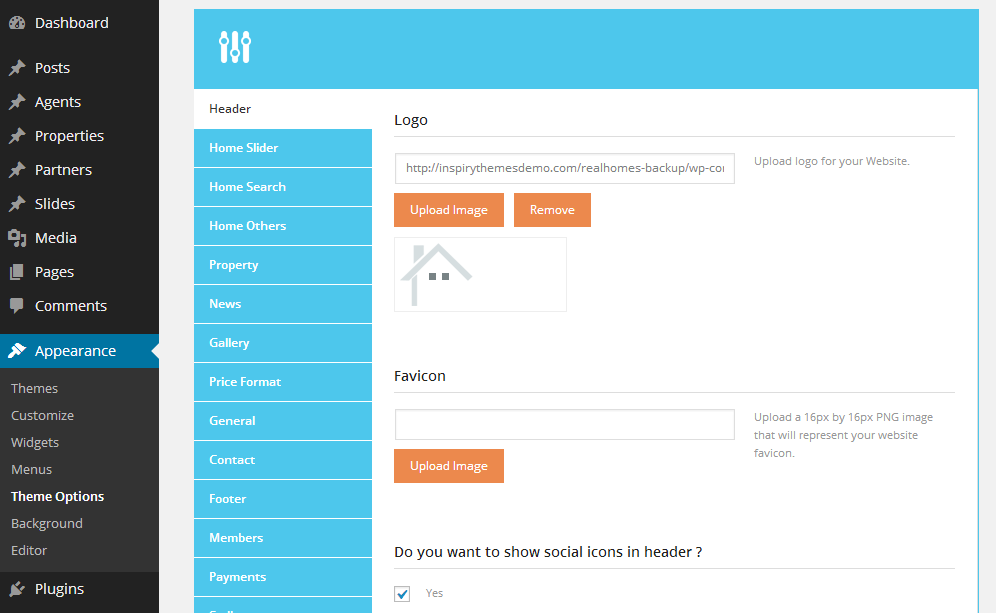 Dashboard
Posts
Agents
Properties
Partners
Slides
Media
Pages
Comments
Appearance
Themes
Customize
Widgets
Menus
Theme Options
Background
Editor
Plugins
Header
Home Slider
Home Search
Home Others
Property
News
Gallery
Price Format
General
Contact
Footer
Members
Payments
Logo
http://inspirythemesdemo.com/realhomes-backup/wp-co
Upload logo for your Website.
Upload Image
Remove
Favicon
Upload a 16px by 16px PNG image
that will represent your website
favicon.
Upload Image
Do you want to show social icons in header ?
Yes